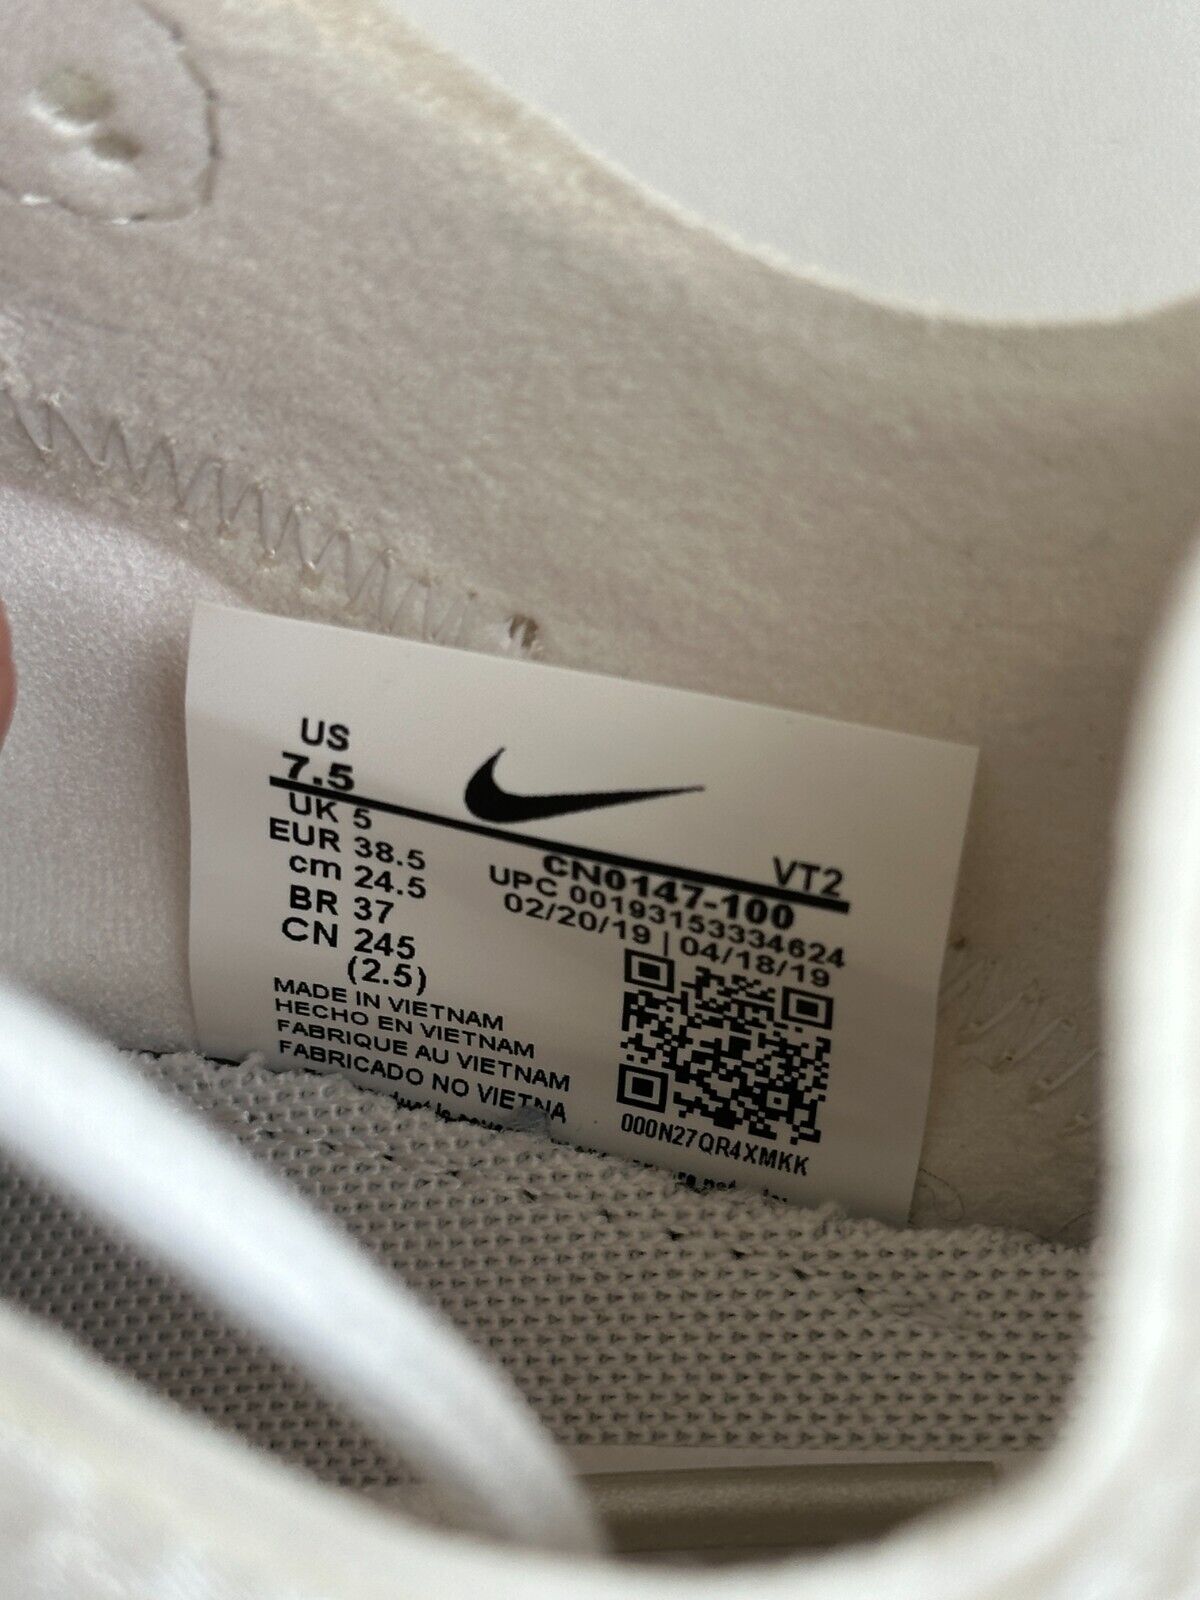 US
7.5
VT2
UK 5
EUR 38.5
cm 24.5
BR 37
CN 245
(2.5)
CN0147-100
UPC 00193153334624
02/20/19 | 04/18/19
MADE IN VIETNAM
HECHO EN VIETNAM
FABRIQUE AU VIETNAM
FABRICADO NO VIETNA
000N27QR4XMKK